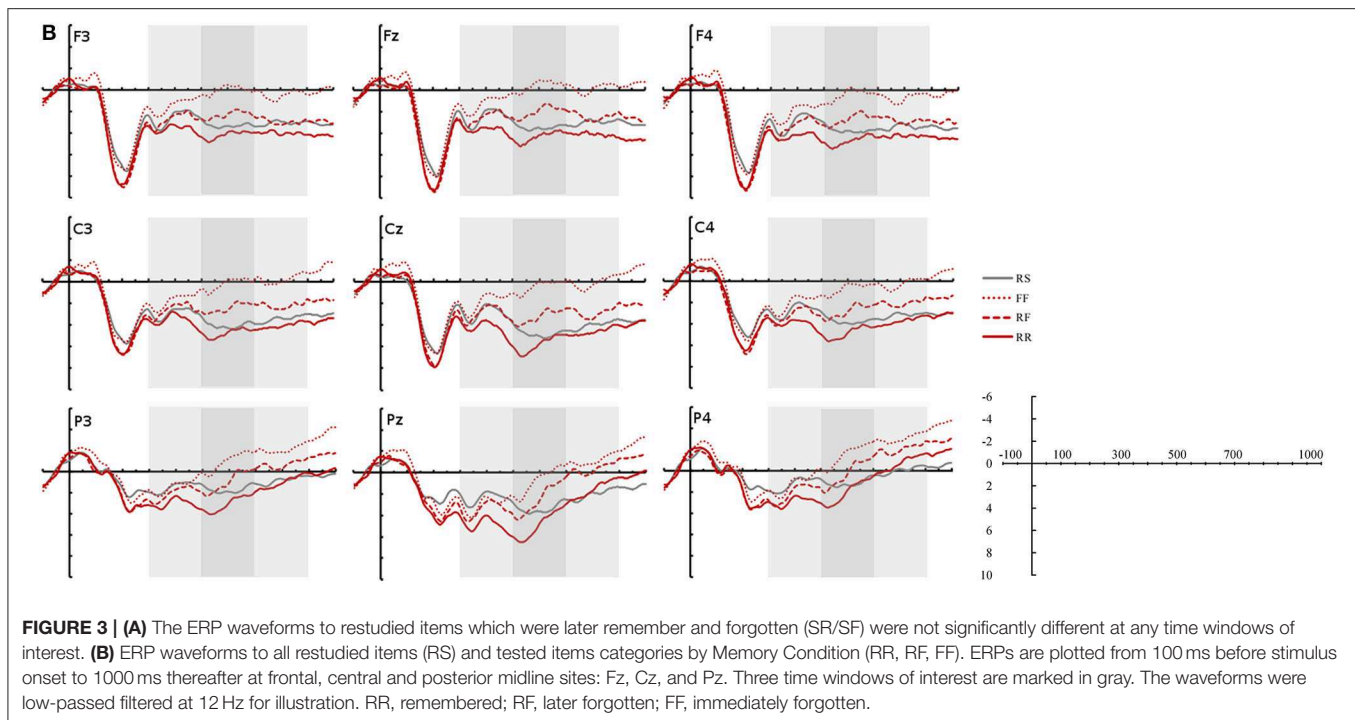 B
F3
Fz
F4
C3
Cz
C4
RS
FF
RF
RR
P3
Pz
P4
-6
-4
-2
0
2
4
6
8
10
-100
100
300
500
700
1000
FIGURE 3 | (A) The ERP waveforms to restudied items which were later remember and forgotten (SR/SF) were not significantly different at any time windows of
interest. (B) ERP waveforms to all restudied items (RS) and tested items categories by Memory Condition (RR, RF, FF). ERPs are plotted from 100 ms before stimulus
onset to 1000 ms thereafter at frontal, central and posterior midline sites: Fz, Cz, and Pz. Three time windows of interest are marked in gray. The waveforms were
low-passed filtered at 12 Hz for illustration. RR, remembered; RF, later forgotten; FF, immediately forgotten.